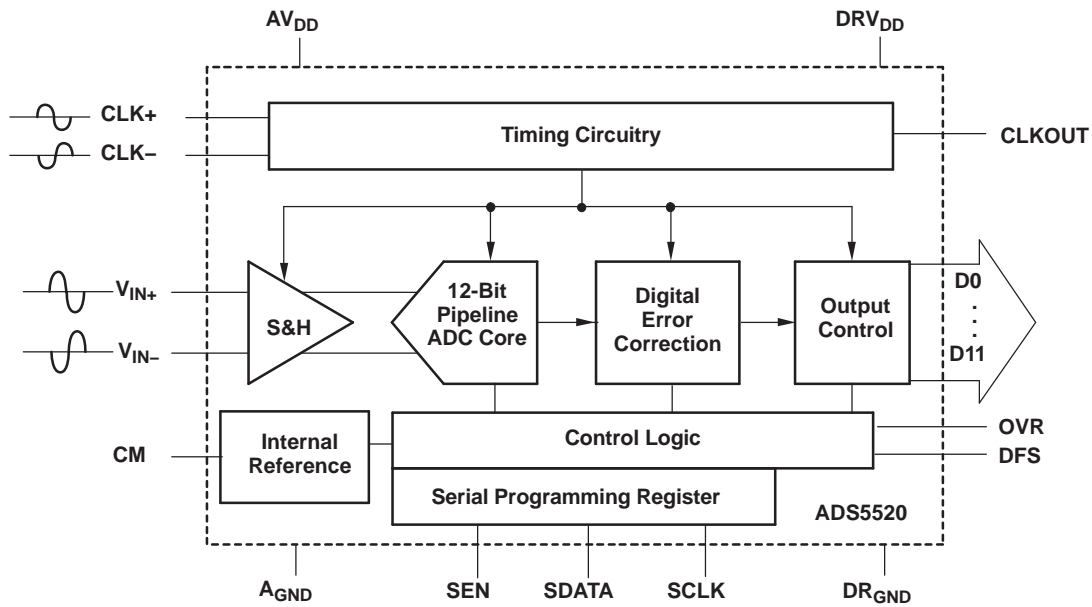 AVDD
DRVDD
CLK+
CLK−
Timing Circuitry
CLKOUT
VIN+
VIN−
S&H
12-Bit
Pipeline
ADC Core
Digital
Error
Correction
Output
Control
D0
.
.
.
D11
CM
Internal
Reference
Control Logic
OVR
DFS
Serial Programming Register
ADS5520
AGND
SEN
SDATA
SCLK
DRGND